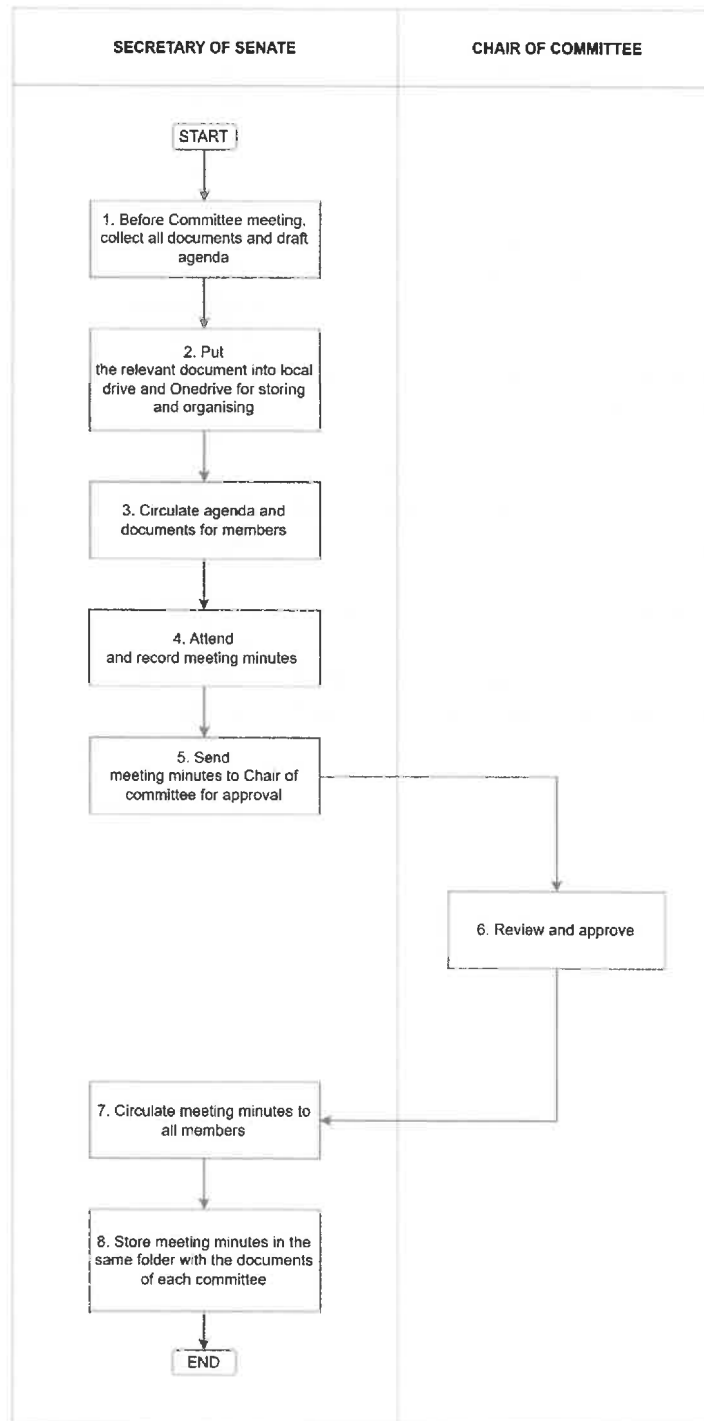 SECRETARY OF SENATE
CHAIR OF COMMITTEE
START
1. Before Committee meeting,
collect all documents and draft
agenda
2. Put
the relevant document into local
drive and Onedrive for storing
and organising
3. Circulate agenda and
documents for members
4. Attend
and record meeting minutes
5. Send
meeting minutes to Chair of
committee for approval
6. Review and approve
7. Circulate meeting minutes to
all members
8. Store meeting minutes in the
same folder with the documents
of each committee
END